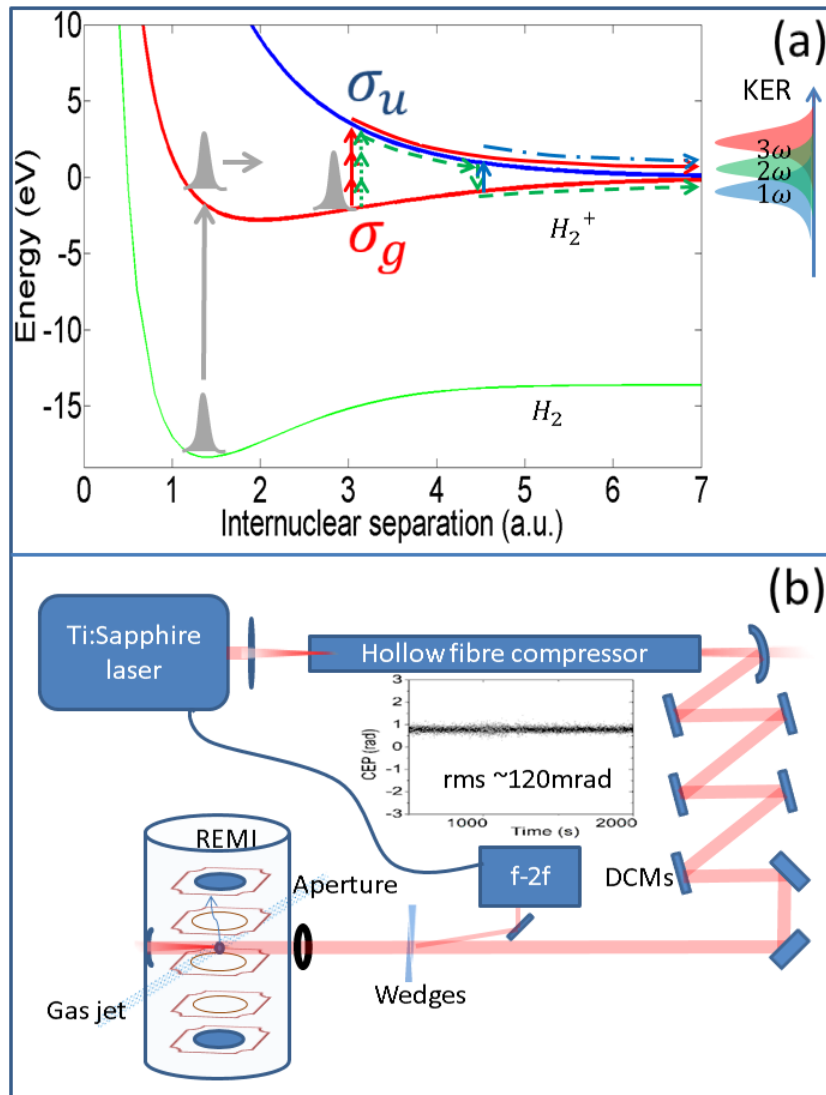 (a)
10
5
0
-5
-10
-15
Energy (eV)
σu
σg
H2+
H2
KER
3ω
2ω
1ω
0 1 2 3 4 5 6 7
Internuclear separation (a.u.)
(b)
Ti:Sapphire
laser
Hollow fibre compressor
3
2
1
0
-1
-2
-3
CEP (rad)
rms ~120mrad
1000 2000
Time (s)
REMI
Aperture
f-2f
DCMs
Wedges
Gas jet